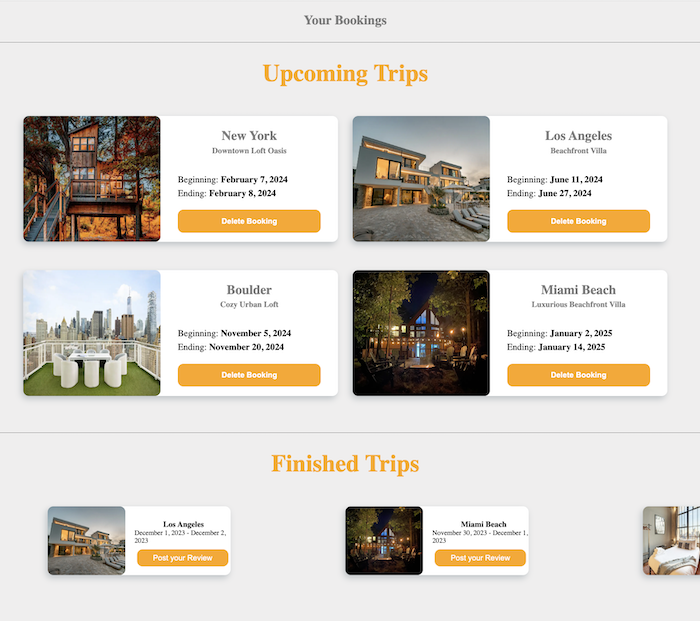 Your Bookings
Upcoming Trips
New York
Downtown Loft Oasis
Beginning: February 7, 2024
Ending: February 8, 2024
Delete Booking
Los Angeles
Beachfront Villa
Beginning: June 11, 2024
Ending: June 27, 2024
Delete Booking
Boulder
Cozy Urban Loft
Beginning: November 5, 2024
Ending: November 20, 2024
Delete Booking
Miami Beach
Luxurious Beachfront Villa
Beginning: January 2, 2025
Ending: January 14, 2025
Delete Booking
Finished Trips
Los Angeles
December 1, 2023 - December 2,
2023
Post your Review
Miami Beach
November 30, 2023 - December 1,
2023
Post your Review